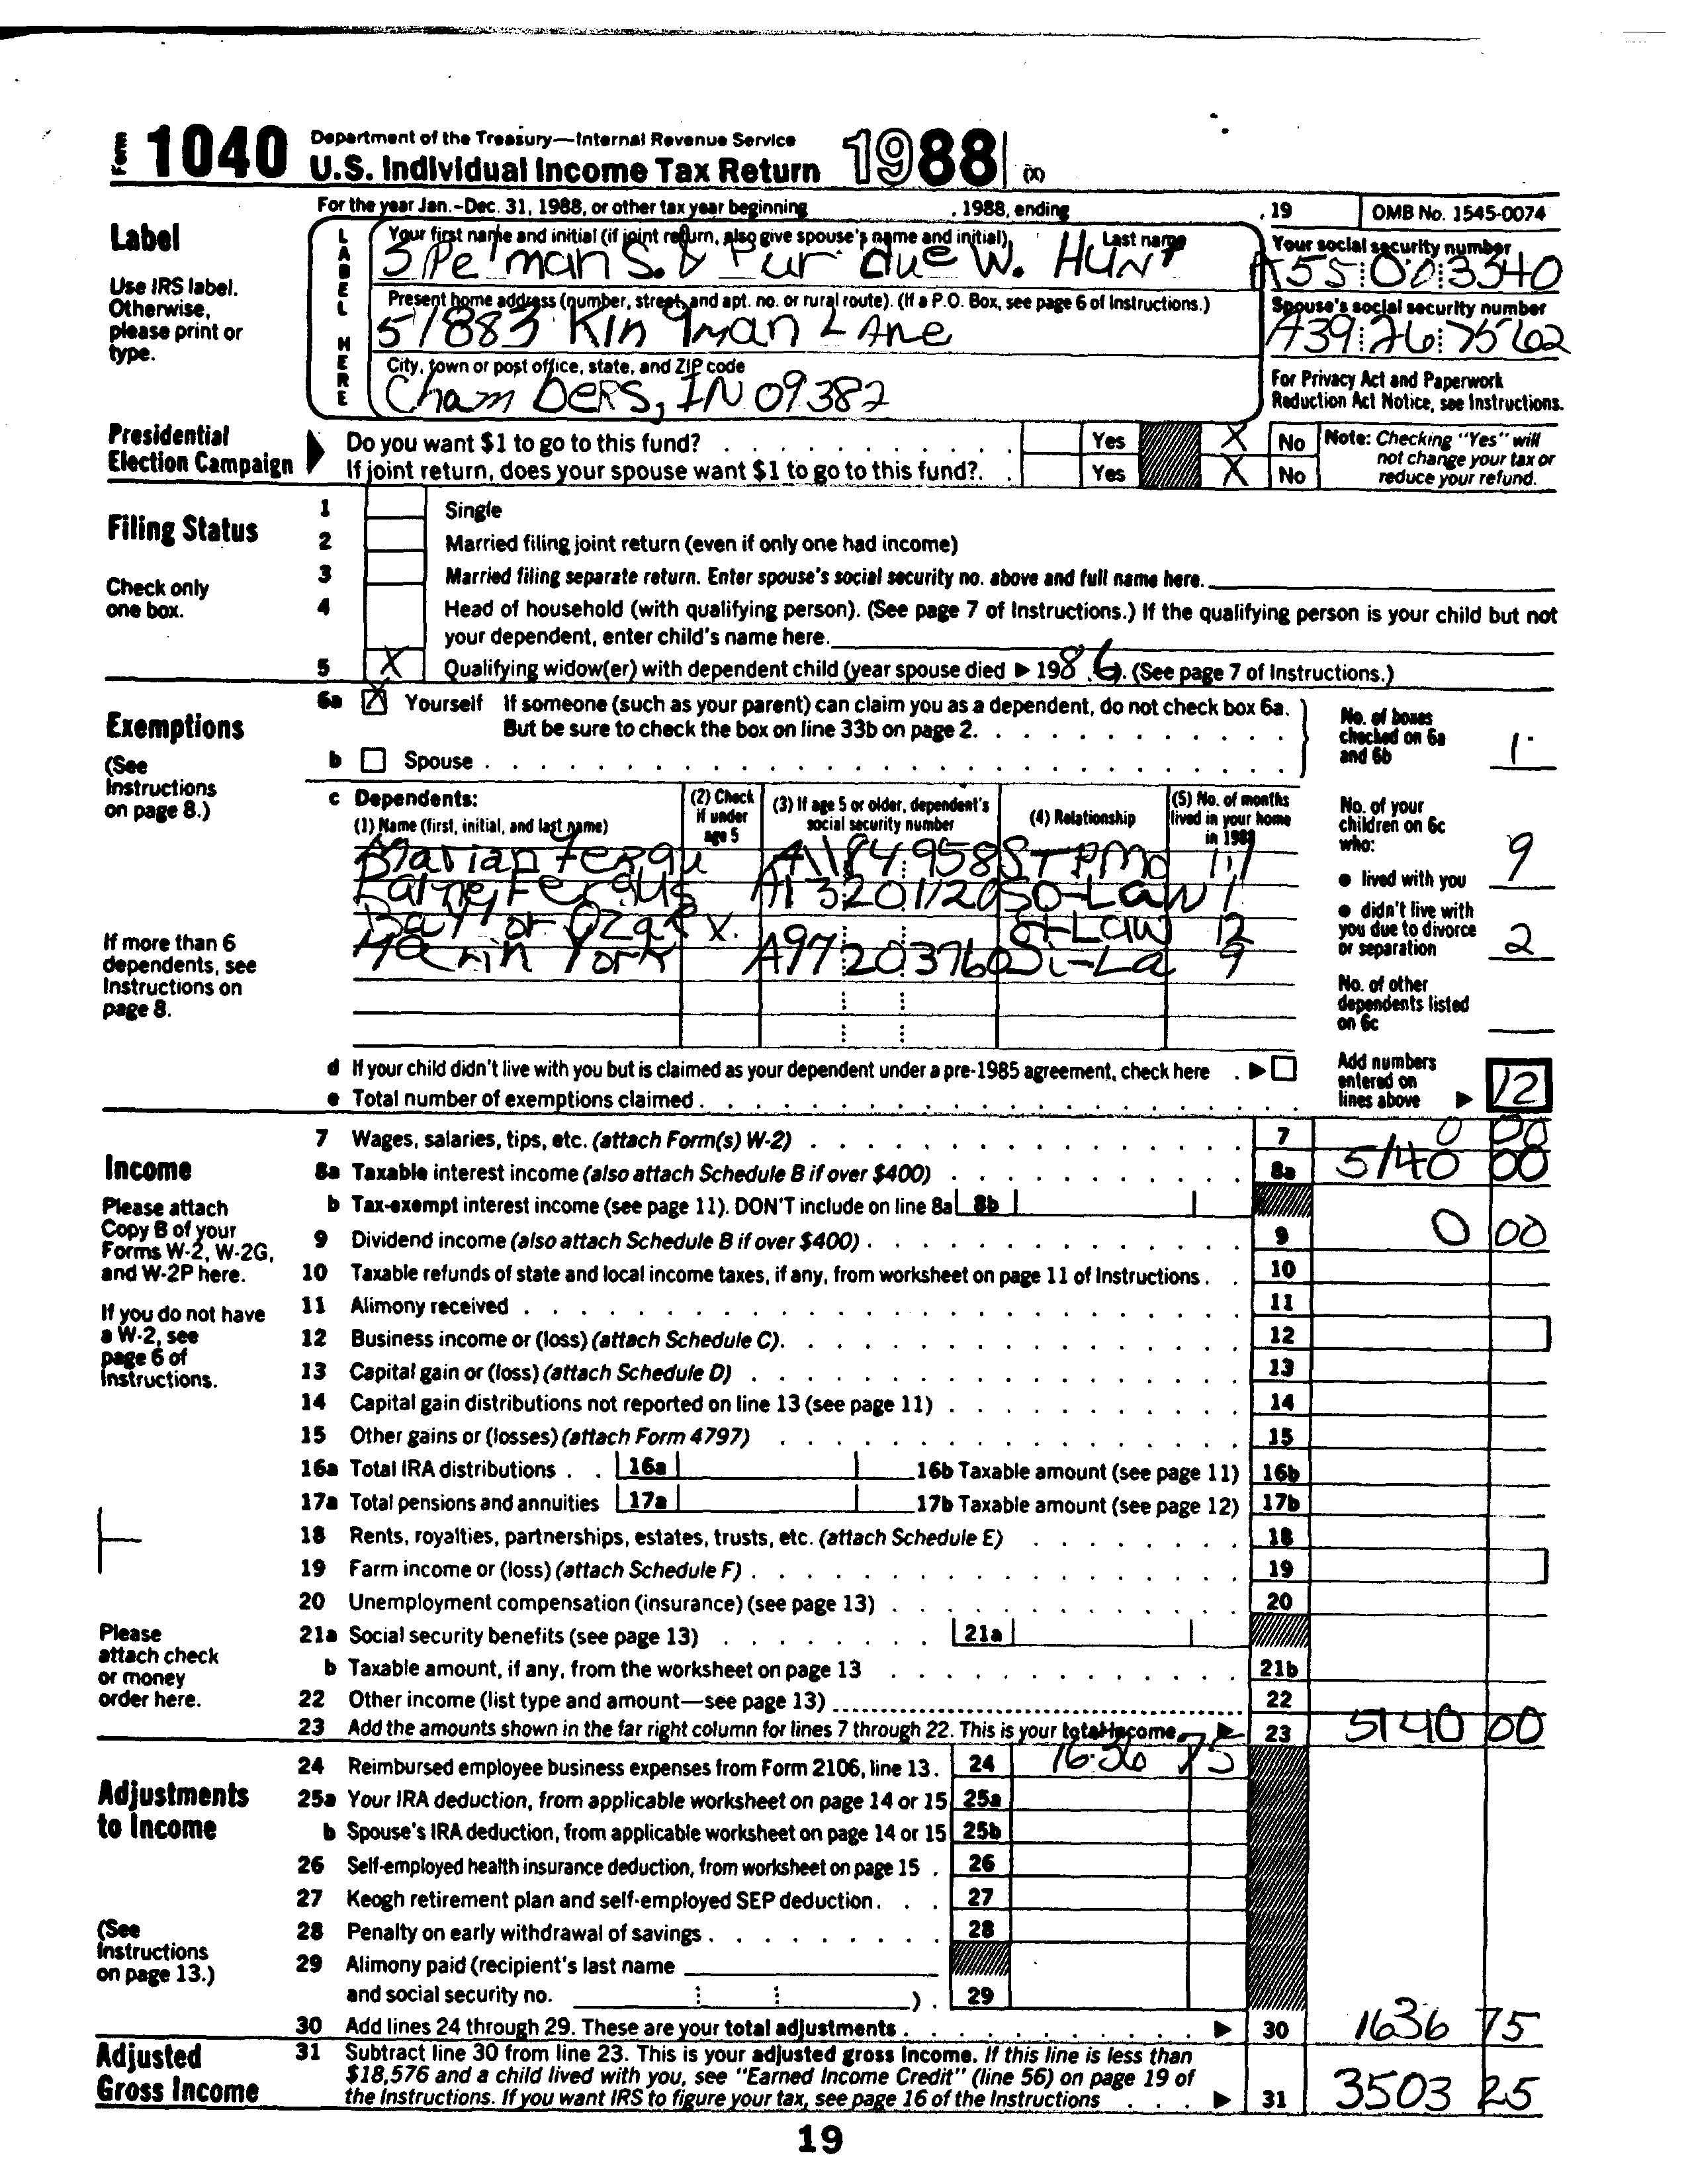 Form 1040 Department of the Treasury—Internal Revenue Service
U.S. Individual Income Tax Return 1988 (X)
For the year Jan.-Dec. 31, 1988, or other tax year beginning , 1988, ending , 19 OMB No. 1545-0074
Label
Use IRS label. Otherwise, please print or type.
LABEL HERE
Your first name and initial (if joint return, also give spouse's name and initial) Last name
Spelman S. & Purdue W. HUNT
Your social security number
A55 00 3340
Present home address (number, street, and apt. no. or rural route). (If a P.O. Box, see page 6 of Instructions.)
57883 Kingman LAne
Spouse's social security number
A39 26 7562
City, town or post office, state, and ZIP code
Cham bERS, IN 09382
For Privacy Act and Paperwork Reduction Act Notice, see Instructions.
Presidential Election Campaign
Do you want $1 to go to this fund? Yes X No
If joint return, does your spouse want $1 to go to this fund? Yes X No
Note: Checking "Yes" will not change your tax or reduce your refund.
Filing Status
Check only one box.
1 Single
2 Married filing joint return (even if only one had income)
3 Married filing separate return. Enter spouse's social security no. above and full name here.
4 Head of household (with qualifying person). (See page 7 of Instructions.) If the qualifying person is your child but not
your dependent, enter child's name here.
5 X Qualifying widow(er) with dependent child (year spouse died ▶ 1986). (See page 7 of Instructions.)
Exemptions
(See Instructions on page 8.)
6a X Yourself If someone (such as your parent) can claim you as a dependent, do not check box 6a.
But be sure to check the box on line 33b on page 2.
b Spouse
No. of boxes checked on 6a and 6b 1
c Dependents:
(1) Name (first, initial, and last name) (2) Check if under age 5 (3) If age 5 or older, dependent's social security number (4) Relationship (5) No. of months lived in your home in 1988
Marian Fergu A11 84 958 STPMO 11
Fergus A13 20 1120 SO-LAW 1
Baylor Ozark X. LAW 12
York A97 20 3760 Si-La 9
If more than 6 dependents, see Instructions on page 8.
No. of your children on 6c who:
● lived with you 9
● didn't live with you due to divorce or separation 2
No. of other dependents listed on 6c
d If your child didn't live with you but is claimed as your dependent under a pre-1985 agreement, check here ▶
e Total number of exemptions claimed
Add numbers entered on lines above ▶ 12
Income
Please attach Copy B of your Forms W-2, W-2G, and W-2P here.
If you do not have a W-2, see page 6 of Instructions.
Please attach check or money order here.
7 Wages, salaries, tips, etc. (attach Form(s) W-2) 7 0 00
8a Taxable interest income (also attach Schedule B if over $400) 8a 5140 00
b Tax-exempt interest income (see page 11). DON'T include on line 8a 8b
9 Dividend income (also attach Schedule B if over $400) 9 0 00
10 Taxable refunds of state and local income taxes, if any, from worksheet on page 11 of Instructions 10
11 Alimony received 11
12 Business income or (loss) (attach Schedule C) 12
13 Capital gain or (loss) (attach Schedule D) 13
14 Capital gain distributions not reported on line 13 (see page 11) 14
15 Other gains or (losses) (attach Form 4797) 15
16a Total IRA distributions 16a 16b Taxable amount (see page 11) 16b
17a Total pensions and annuities 17a 17b Taxable amount (see page 12) 17b
18 Rents, royalties, partnerships, estates, trusts, etc. (attach Schedule E) 18
19 Farm income or (loss) (attach Schedule F) 19
20 Unemployment compensation (insurance) (see page 13) 20
21a Social security benefits (see page 13) 21a
b Taxable amount, if any, from the worksheet on page 13 21b
22 Other income (list type and amount—see page 13) 22
23 Add the amounts shown in the far right column for lines 7 through 22. This is your total income ▶ 23 5140 00
Adjustments to Income
(See Instructions on page 13.)
24 Reimbursed employee business expenses from Form 2106, line 13. 24 1636 75
25a Your IRA deduction, from applicable worksheet on page 14 or 15 25a
b Spouse's IRA deduction, from applicable worksheet on page 14 or 15 25b
26 Self-employed health insurance deduction, from worksheet on page 15 26
27 Keogh retirement plan and self-employed SEP deduction 27
28 Penalty on early withdrawal of savings 28
29 Alimony paid (recipient's last name
and social security no. ) 29
30 Add lines 24 through 29. These are your total adjustments ▶ 30 1636 75
Adjusted Gross Income
31 Subtract line 30 from line 23. This is your adjusted gross income. If this line is less than
$18,576 and a child lived with you, see "Earned Income Credit" (line 56) on page 19 of
the Instructions. If you want IRS to figure your tax, see page 16 of the Instructions ▶ 31 3503 25
19